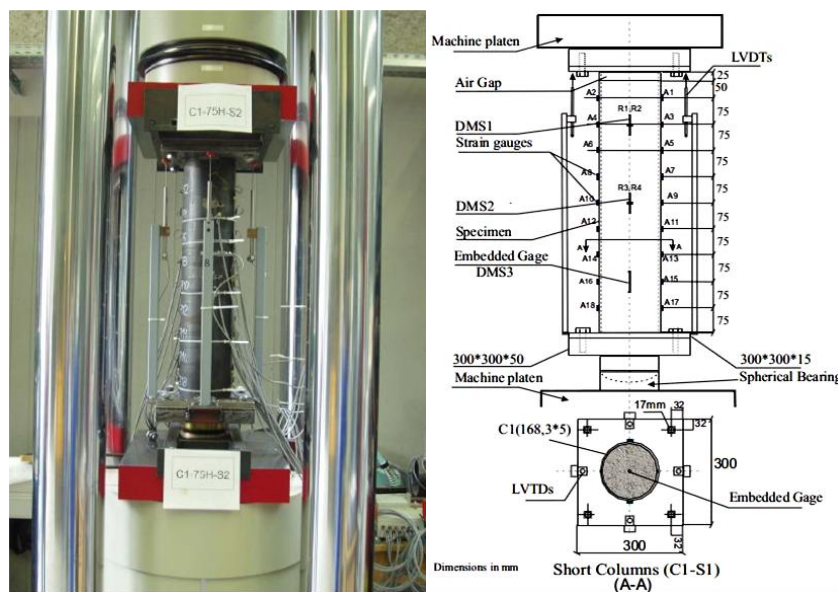 C1-75H-S2
C1-75H-S2
Machine platen
LVDTs
Air Gap
25
50
A2
A1
R1,R2
75
DMS1
A4
A3
75
Strain gauges
A6
A5
75
A8
A7
R3,R4
75
DMS2
A10
A9
75
Specimen
A12
A11
75
A
A
Embedded Gage
DMS3
A14
A13
75
A16
A15
75
A18
A17
75
300*300*50
300*300*15
Machine platen
Spherical Bearing
C1(168,3*5)
17mm
32
32
300
LVTDs
Embedded Gage
32
300
Dimensions in mm
Short Columns (C1-S1)
(A-A)